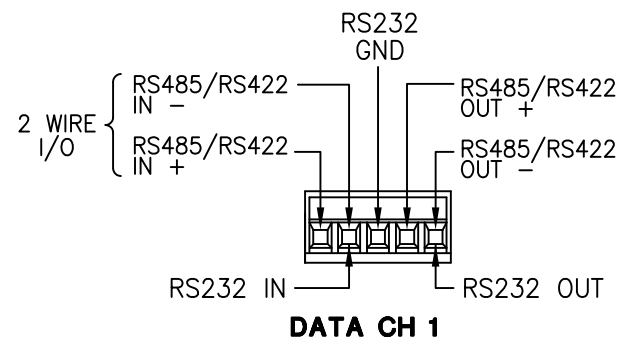 RS232
GND
RS485/RS422
IN -
RS485/RS422
OUT +
2 WIRE
I/O
RS485/RS422
IN +
RS485/RS422
OUT -
RS232 IN
RS232 OUT
DATA CH 1